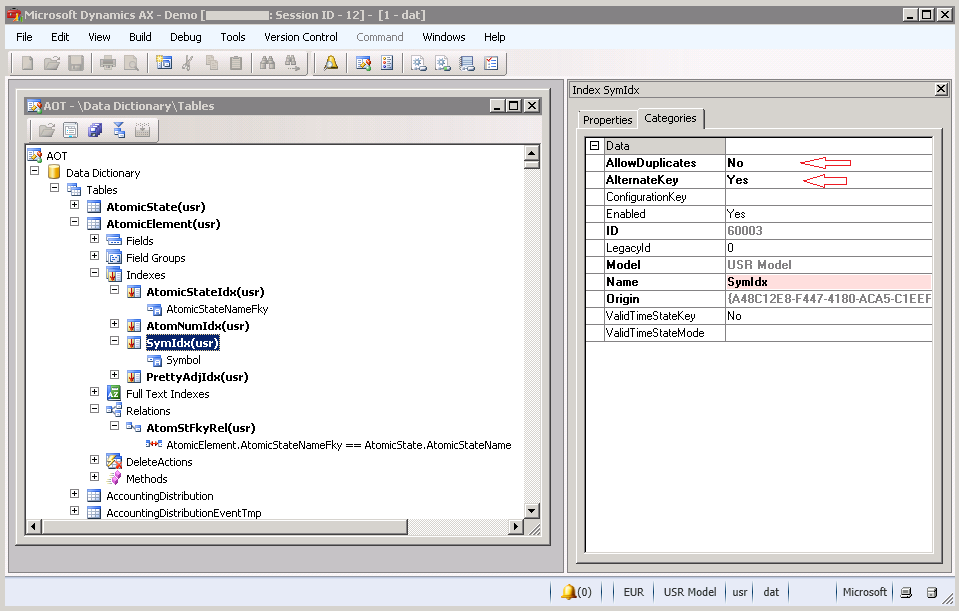 Microsoft Dynamics AX - Demo [ : Session ID - 12] - [1 - dat]
File Edit View Build Debug Tools Version Control Command Windows Help
AOT - \Data Dictionary\Tables
AOT
Data Dictionary
Tables
AtomicState(usr)
AtomicElement(usr)
Fields
Field Groups
Indexes
AtomicStateIdx(usr)
AtomicStateNameFky
AtomNumIdx(usr)
SymIdx(usr)
Symbol
PrettyAdjIdx(usr)
Full Text Indexes
Relations
AtomStFkyRel(usr)
AtomicElement.AtomicStateNameFky == AtomicState.AtomicStateName
DeleteActions
Methods
AccountingDistribution
AccountingDistributionEventTmp
Index SymIdx
Properties Categories
Data
AllowDuplicates No
AlternateKey Yes
ConfigurationKey
Enabled Yes
ID 60003
LegacyId 0
Model USR Model
Name SymIdx
Origin {A48C12E8-F447-4180-ACA5-C1EEF
ValidTimeStateKey No
ValidTimeStateMode
(0) EUR USR Model usr dat Microsoft